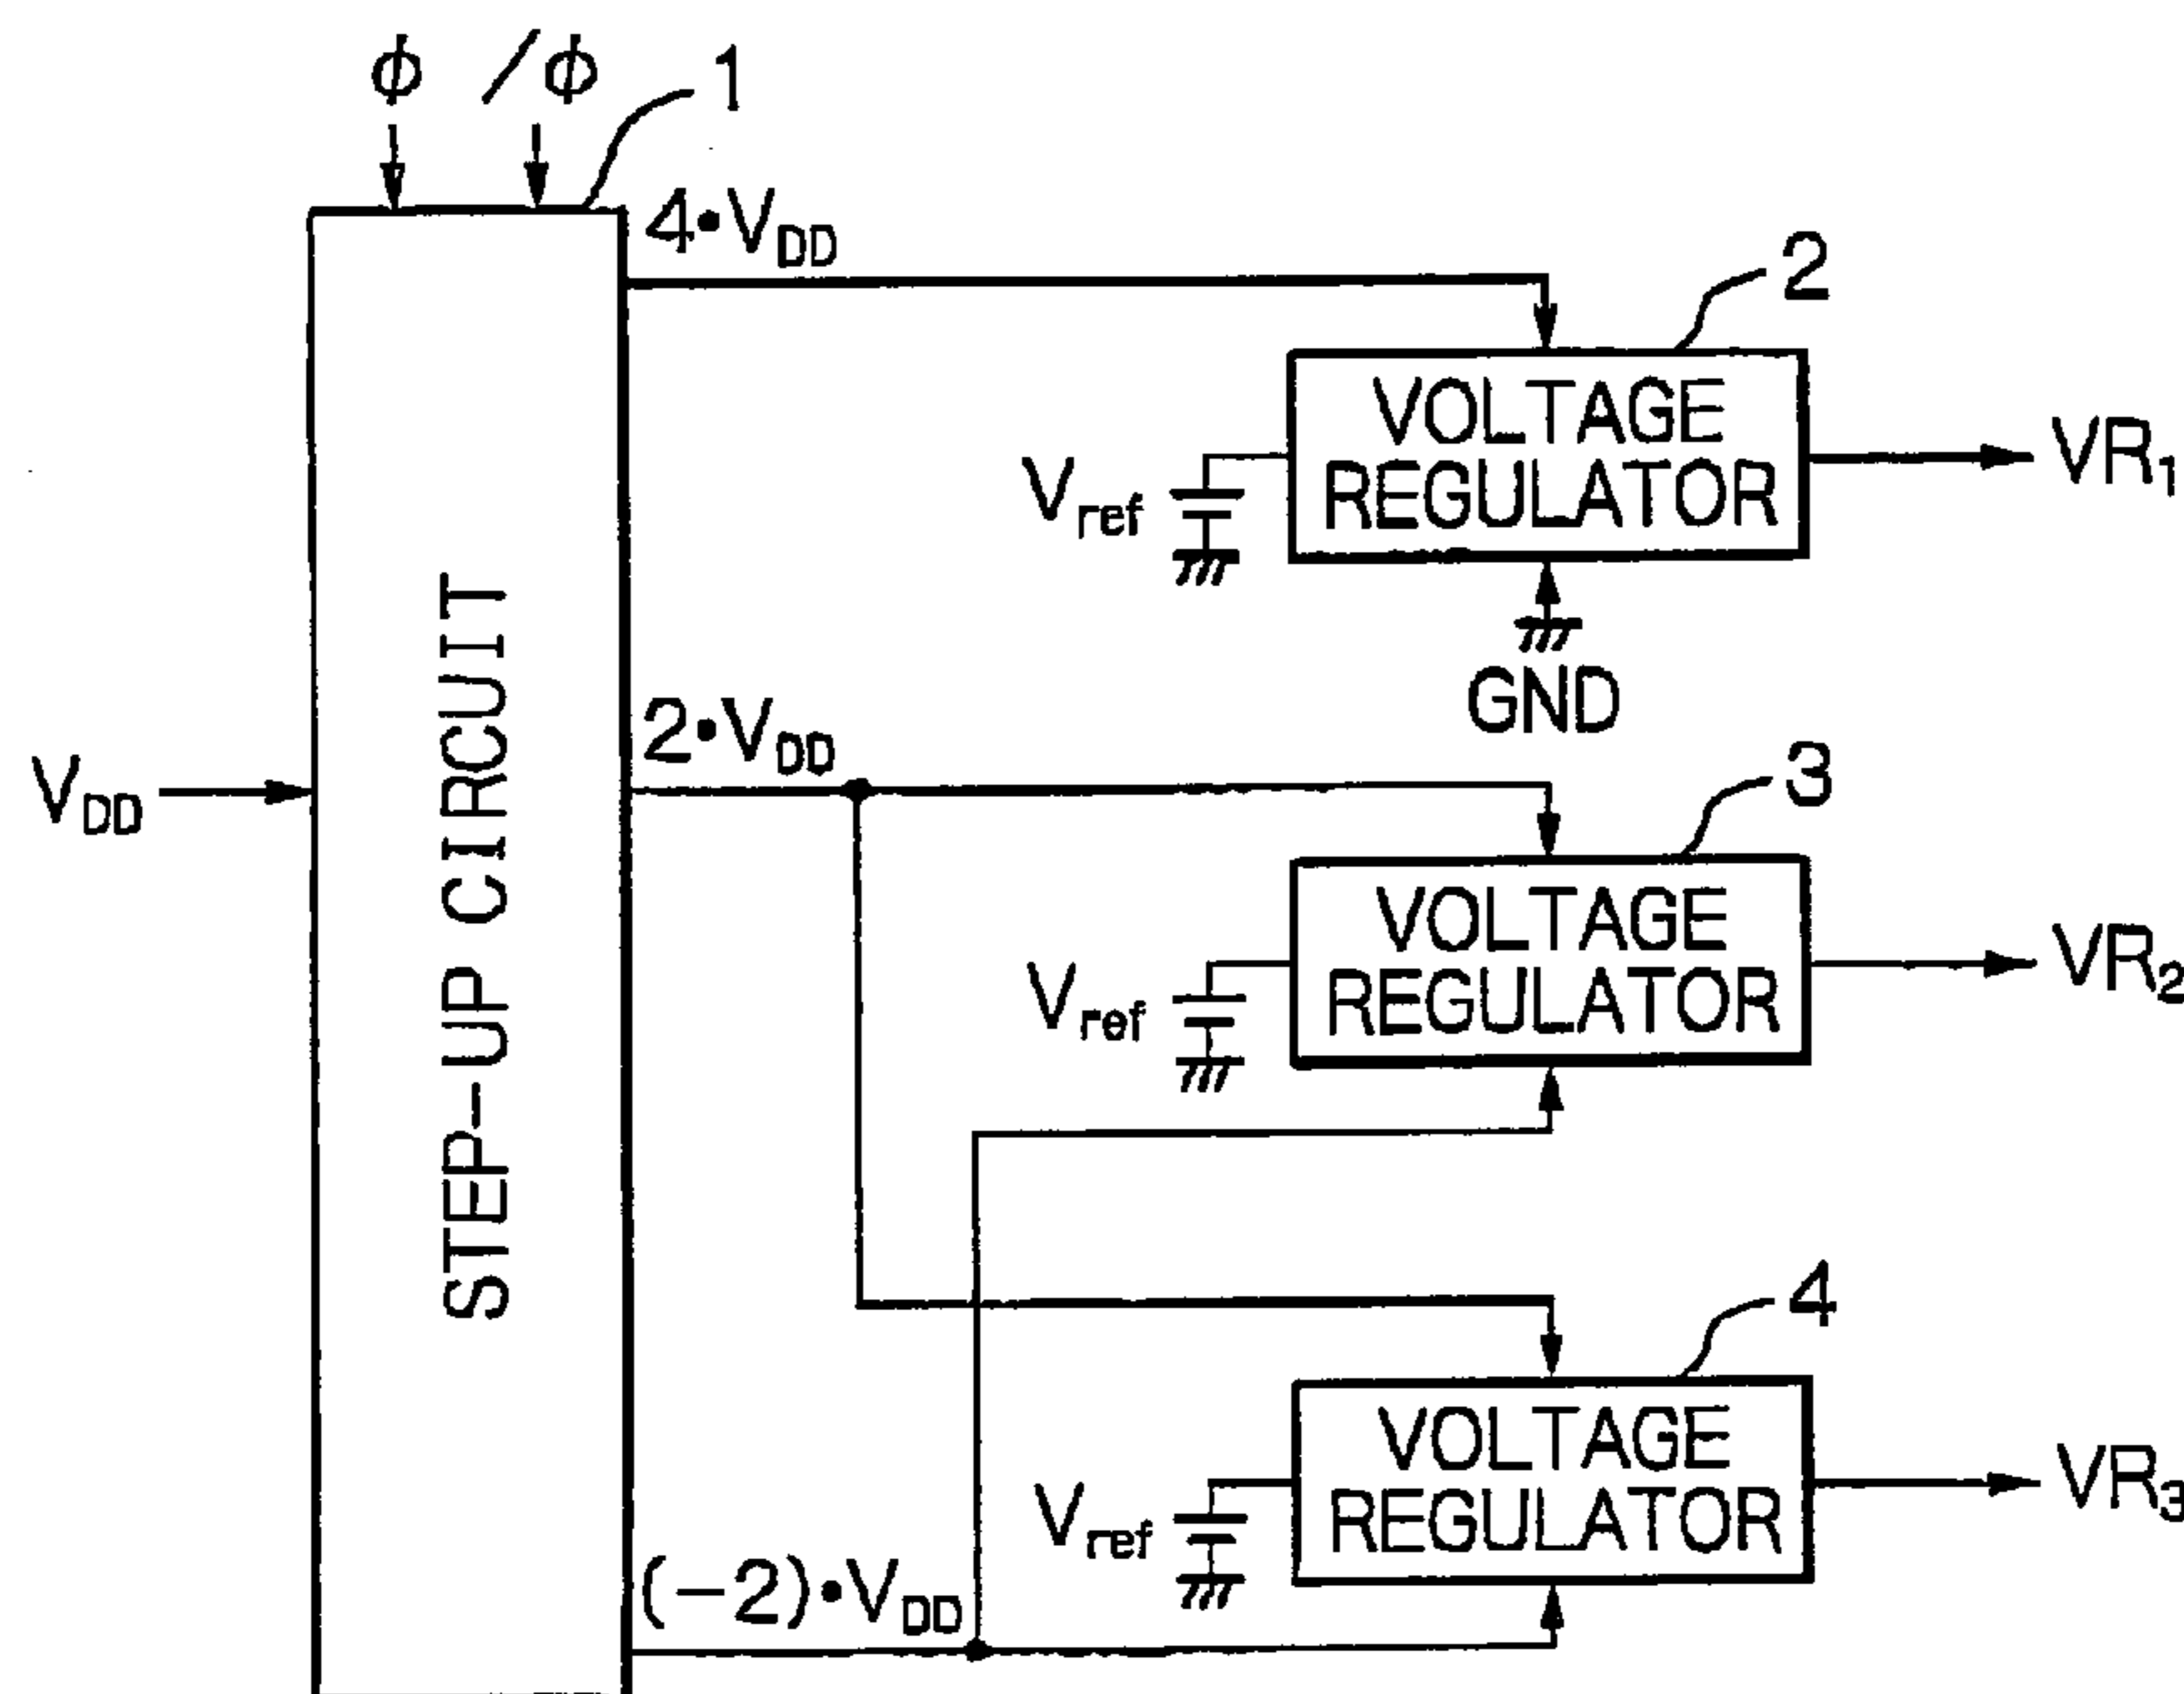 ϕ /ϕ 1
4•VDD
2
VOLTAGE
REGULATOR
Vref
VR1
GND
STEP-UP CIRCUIT
VDD
2•VDD
3
VOLTAGE
REGULATOR
Vref
VR2
4
VOLTAGE
REGULATOR
Vref
VR3
(−2)•VDD